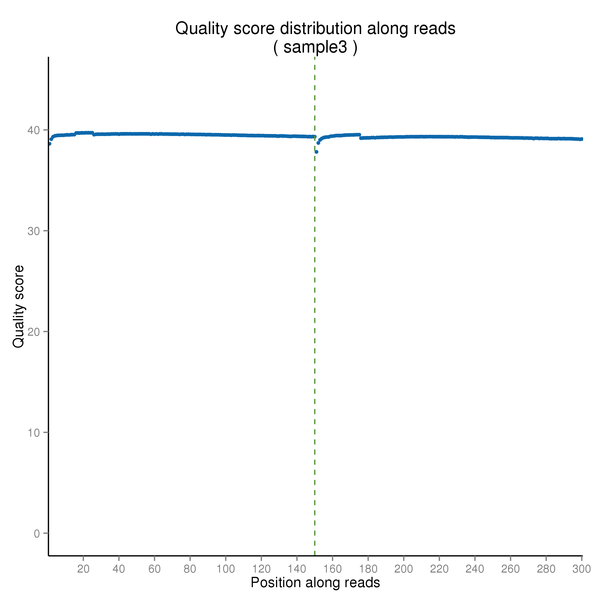 Quality score distribution along reads
( sample3 )
Quality score
40
30
20
10
0
20 40 60 80 100 120 140 160 180 200 220 240 260 280 300
Position along reads